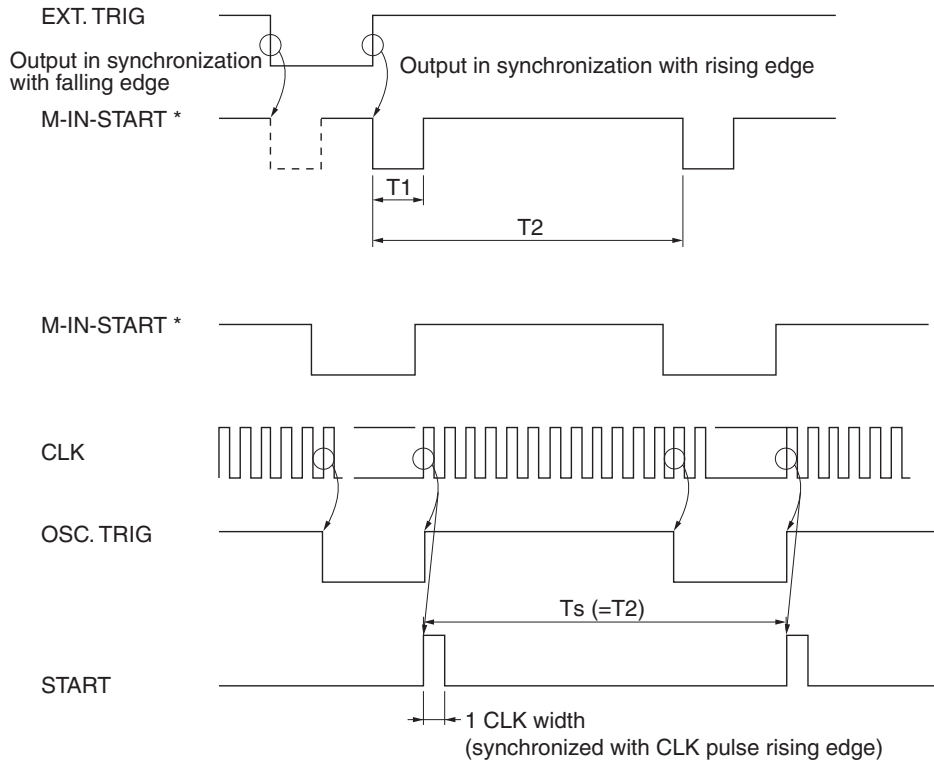 EXT. TRIG
Output in synchronization
with falling edge
Output in synchronization with rising edge
M-IN-START *
T1
T2
M-IN-START *
CLK
OSC. TRIG
Ts (=T2)
START
1 CLK width
(synchronized with CLK pulse rising edge)